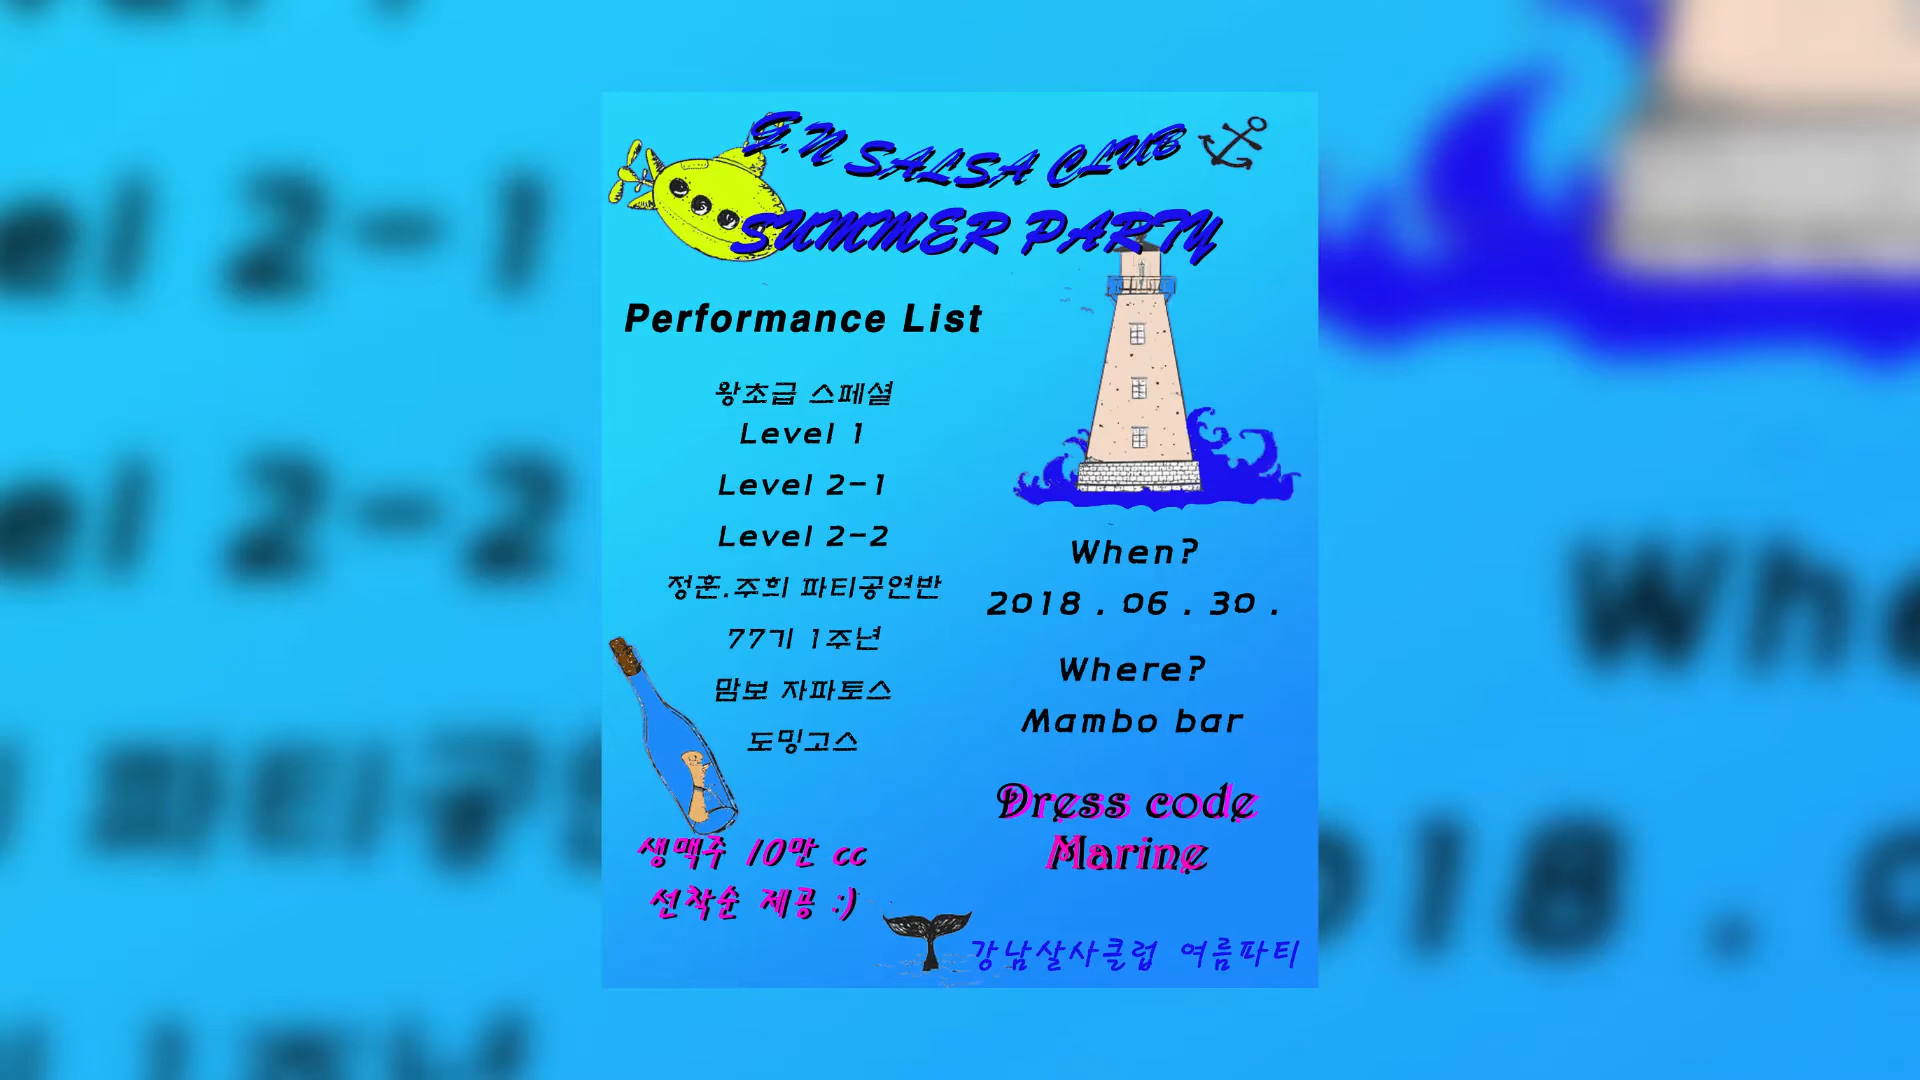 G.N SALSA CLUB
SUMMER PARTY
Performance List
왕초급 스페셜
Level 1
Level 2-1
Level 2-2
정훈.주희 파티공연반
77기 1주년
맘보 자파토스
도밍고스
생맥주 10만 cc
선착순 제공 :)
When?
2018 . 06 . 30 .
Where?
Mambo bar
Dress code
Marine
강남살사클럽 여름파티